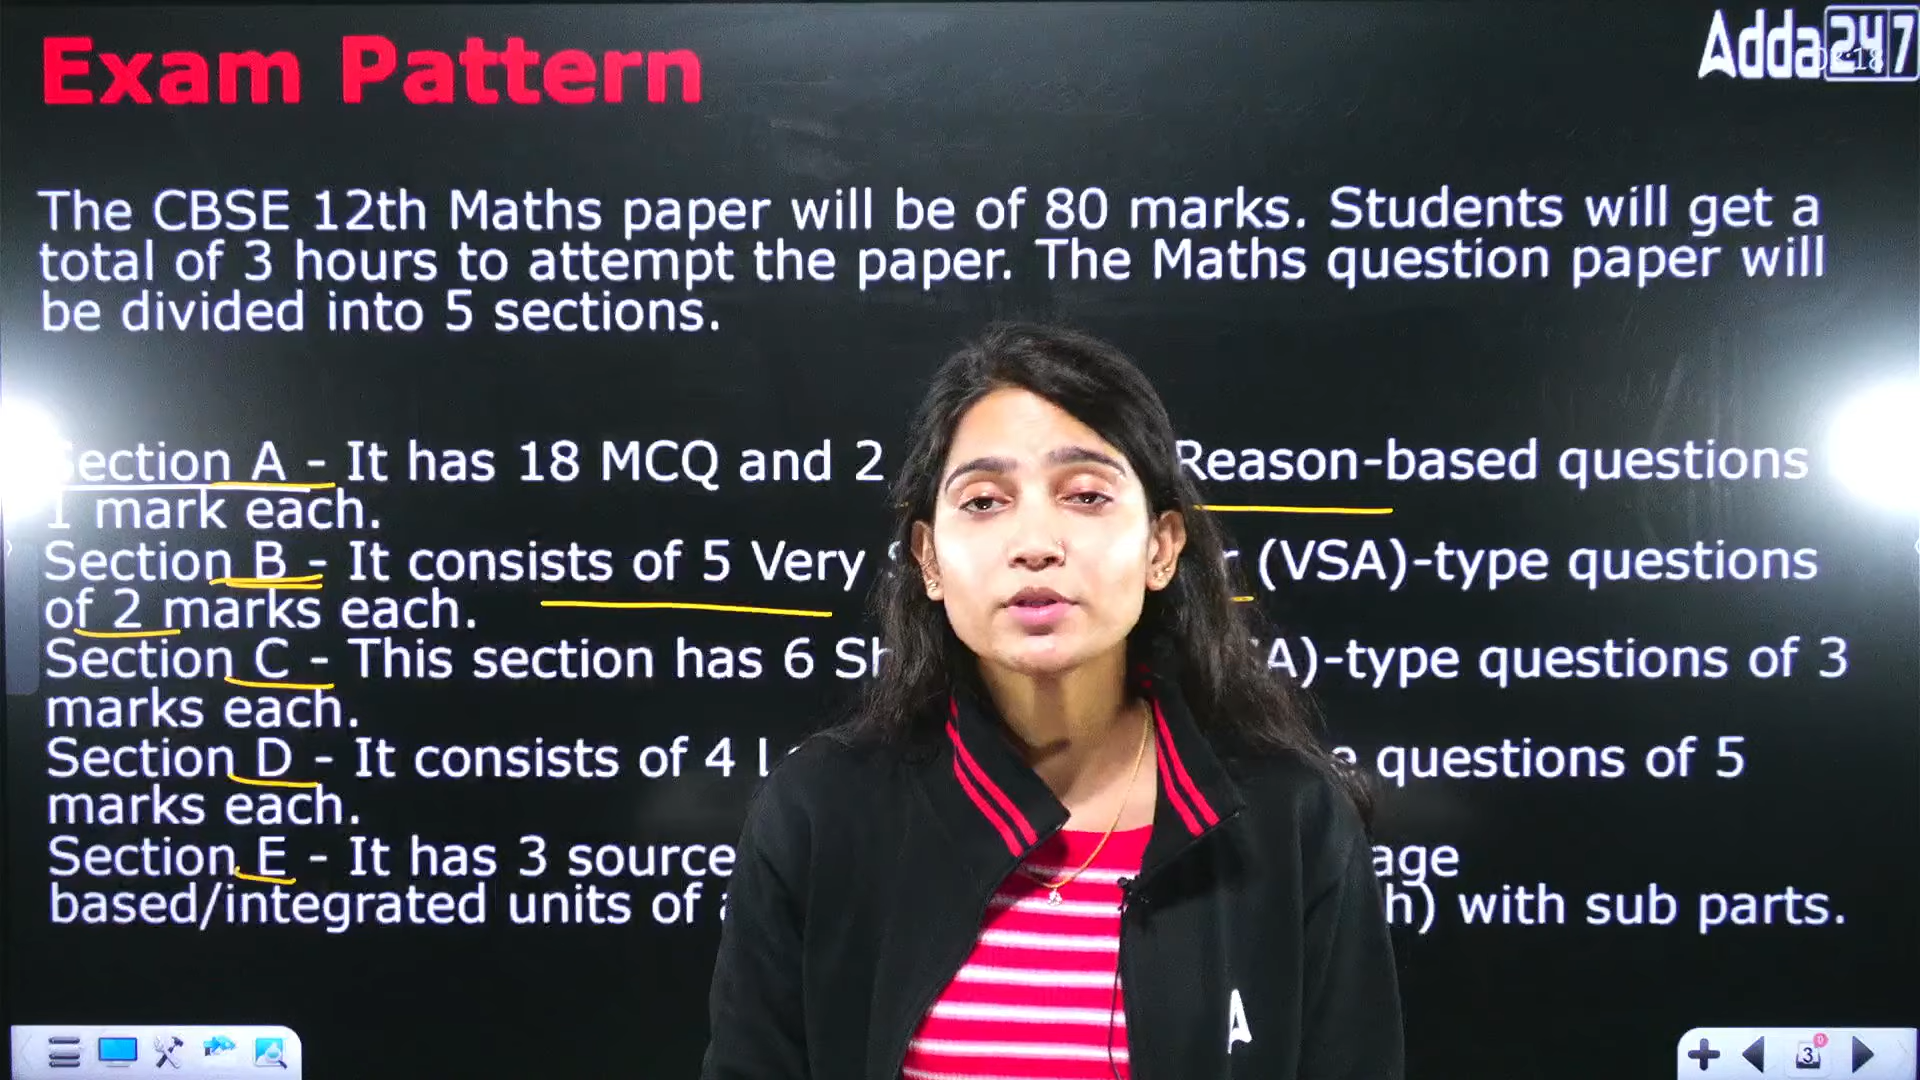 Exam Pattern
Adda247
The CBSE 12th Maths paper will be of 80 marks. Students will get a
total of 3 hours to attempt the paper. The Maths question paper will
be divided into 5 sections.
Section A - It has 18 MCQ and 2 Reason-based questions
1 mark each.
Section B - It consists of 5 Very (VSA)-type questions
of 2 marks each.
Section C - This section has 6 Sh A)-type questions of 3
marks each.
Section D - It consists of 4 L e questions of 5
marks each.
Section E - It has 3 source age
based/integrated units of a h) with sub parts.
3